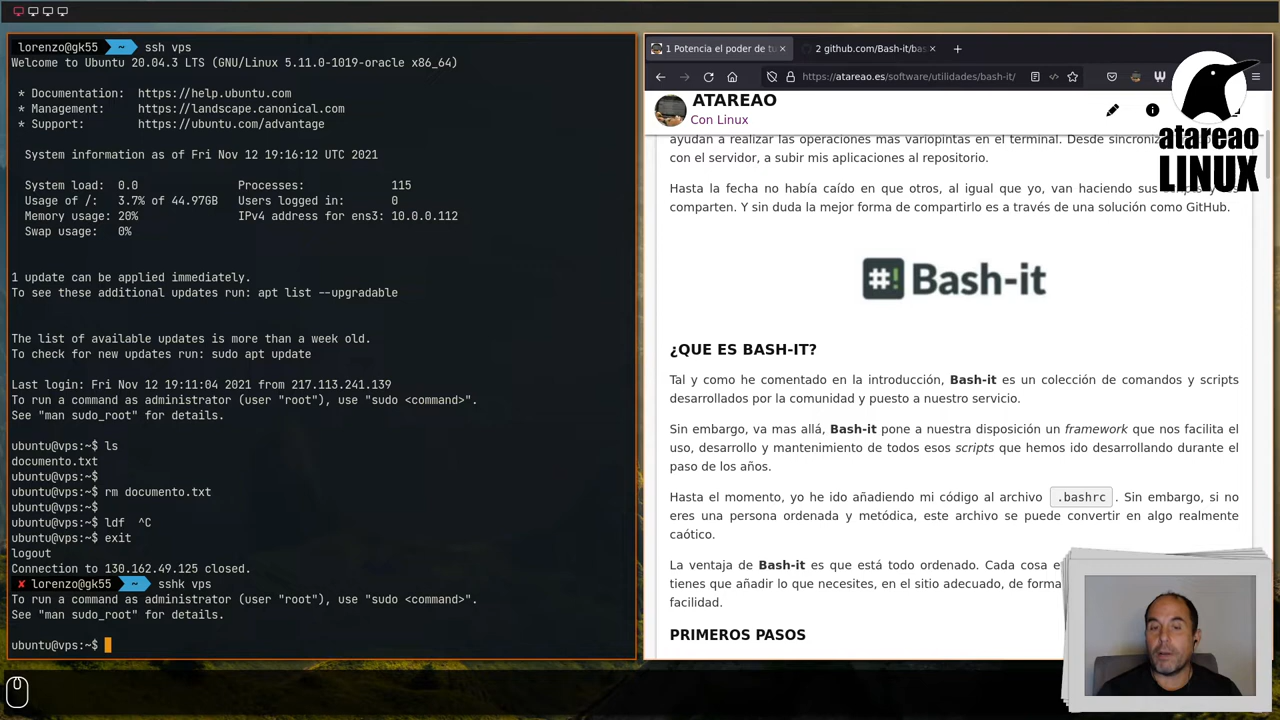 lorenzo@gk55 ~ ssh vps
Welcome to Ubuntu 20.04.3 LTS (GNU/Linux 5.11.0-1019-oracle x86_64)
* Documentation: https://help.ubuntu.com
* Management: https://landscape.canonical.com
* Support: https://ubuntu.com/advantage
System information as of Fri Nov 12 19:16:12 UTC 2021
System load: 0.0 Processes: 115
Usage of /: 3.7% of 44.97GB Users logged in: 0
Memory usage: 20% IPv4 address for ens3: 10.0.0.112
Swap usage: 0%
1 update can be applied immediately.
To see these additional updates run: apt list --upgradable
The list of available updates is more than a week old.
To check for new updates run: sudo apt update
Last login: Fri Nov 12 19:11:04 2021 from 217.113.241.139
To run a command as administrator (user "root"), use "sudo <command>".
See "man sudo_root" for details.
ubuntu@vps:~$ ls
documento.txt
ubuntu@vps:~$
ubuntu@vps:~$ rm documento.txt
ubuntu@vps:~$
ubuntu@vps:~$ ldf ^C
ubuntu@vps:~$ exit
logout
Connection to 130.162.49.125 closed.
✘ lorenzo@gk55 ~ sshk vps
To run a command as administrator (user "root"), use "sudo <command>".
See "man sudo_root" for details.
ubuntu@vps:~$
1 Potencia el poder de tu
2 github.com/Bash-it/bas
https://atareao.es/software/utilidades/bash-it/
ATAREAO
Con Linux
atareao
LINUX
ayudan a realizar las operaciones mas variopintas en el terminal. Desde
con el servidor, a subir mis aplicaciones al repositorio.
Hasta la fecha no había caído en que otros, al igual que yo, van haciendo sus
comparten. Y sin duda la mejor forma de compartirlo es a través de una solución como GitHub.
#! Bash-it
¿QUE ES BASH-IT?
Tal y como he comentado en la introducción, Bash-it es un colección de comandos y scripts
desarrollados por la comunidad y puesto a nuestro servicio.
Sin embargo, va mas allá, Bash-it pone a nuestra disposición un framework que nos facilita el
uso, desarrollo y mantenimiento de todos esos scripts que hemos ido desarrollando durante el
paso de los años.
Hasta el momento, yo he ido añadiendo mi código al archivo .bashrc. Sin embargo, si no
eres una persona ordenada y metódica, este archivo se puede convertir en algo realmente
caótico.
La ventaja de Bash-it es que está todo ordenado. Cada cosa
tienes que añadir lo que necesites, en el sitio adecuado, de forma
facilidad.
PRIMEROS PASOS